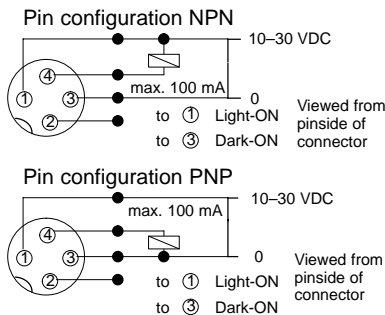 Pin configuration NPN
10–30 VDC
④
max. 100 mA
① ③ 0
②
to ① Light-ON
to ③ Dark-ON
Viewed from
pinside of
connector
Pin configuration PNP
10–30 VDC
max. 100 mA
④
① ③ 0
②
to ① Light-ON
to ③ Dark-ON
Viewed from
pinside of
connector